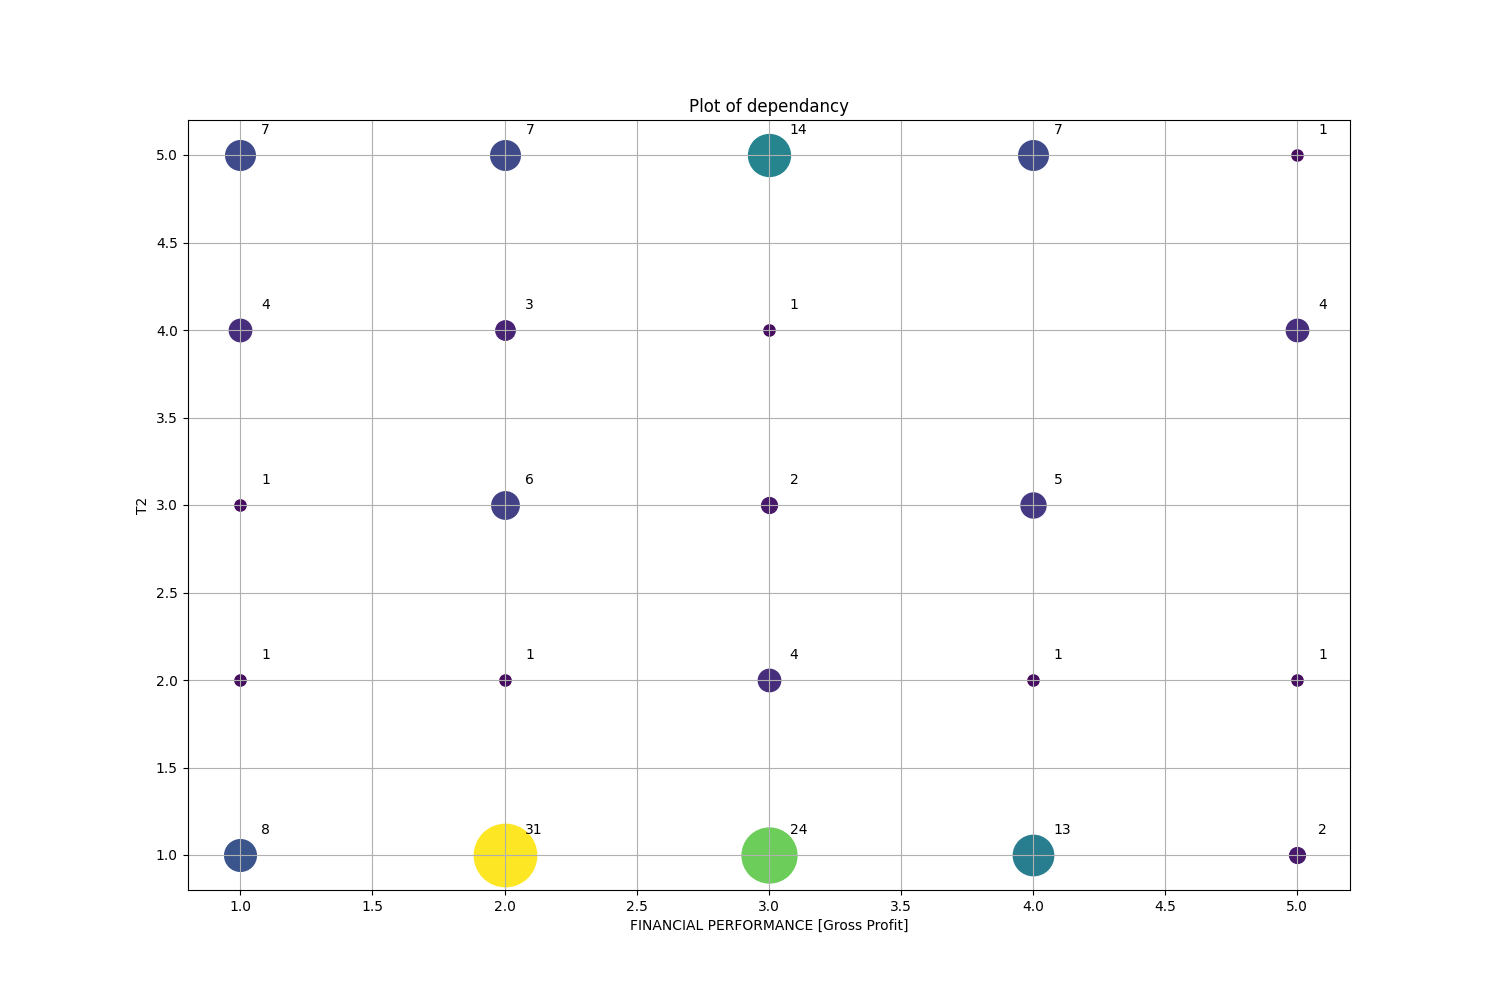 Plot of dependancy
7 7 14 7 1
5.0
4.5
4 3 1 4
4.0
3.5
1 6 2 5
3.0
T2
2.5
1 1 4 1 1
2.0
1.5
8 31 24 13 2
1.0
1.0 1.5 2.0 2.5 3.0 3.5 4.0 4.5 5.0
FINANCIAL PERFORMANCE [Gross Profit]